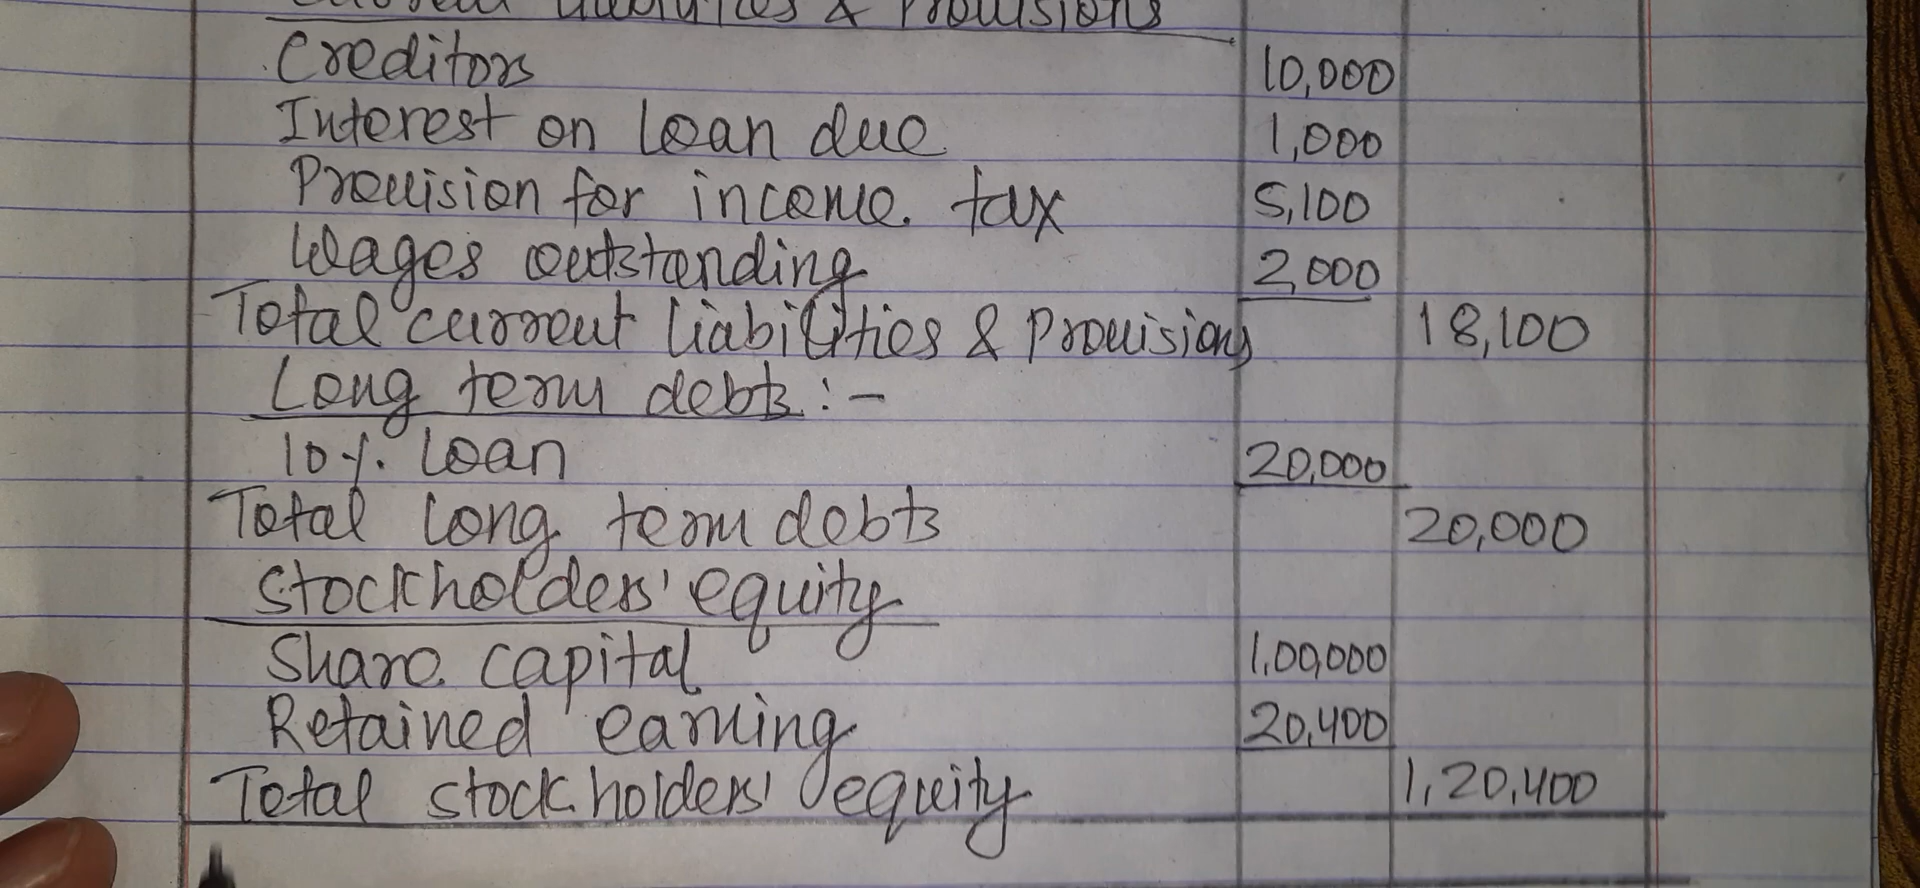 & Provisions
Creditors 10,000
Interest on loan due 1,000
Provision for income tax 5,100
Wages outstanding 2,000
Total current liabilities & Provisions 18,100
Long term debts :-
10% Loan 20,000
Total long term debts 20,000
Stockholders' equity
Share capital 1,00,000
Retained earning 20,400
Total stockholders' equity 1,20,400